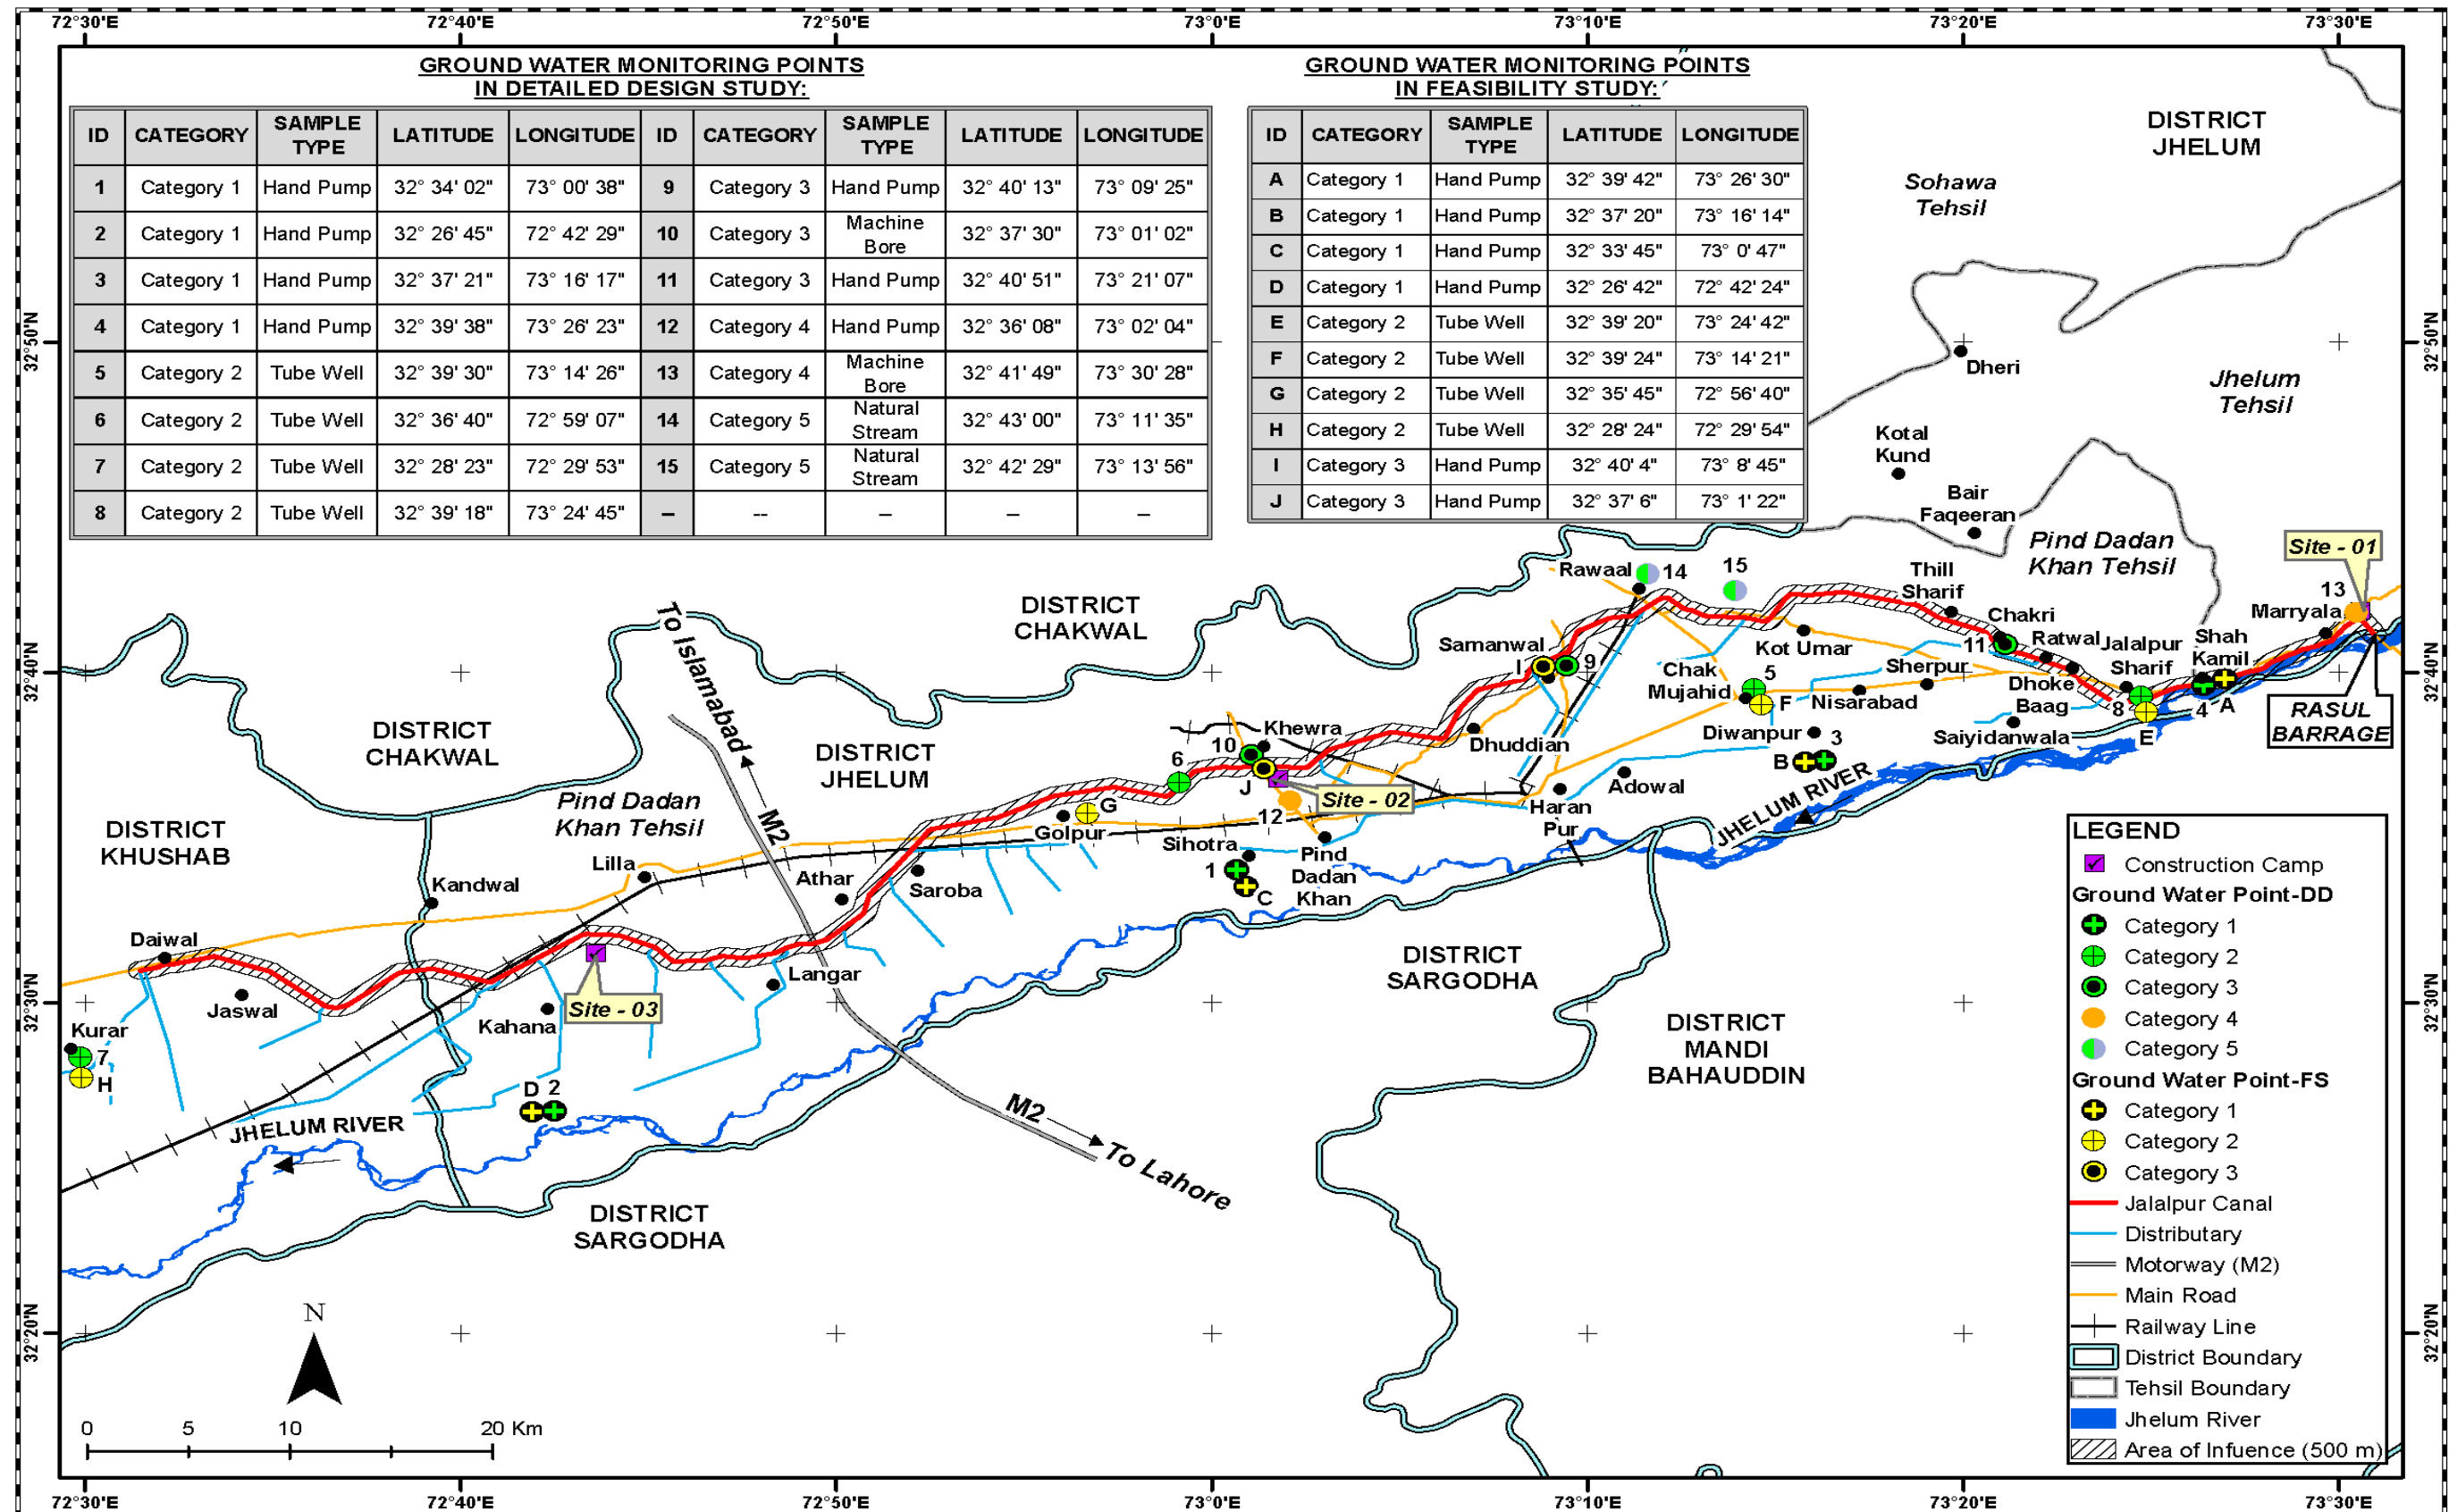 72°30'E 72°40'E 72°50'E 73°0'E 73°10'E 73°20'E 73°30'E
GROUND WATER MONITORING POINTS
IN DETAILED DESIGN STUDY:
ID CATEGORY SAMPLE TYPE LATITUDE LONGITUDE ID CATEGORY SAMPLE TYPE LATITUDE LONGITUDE
1 Category 1 Hand Pump 32° 34' 02" 73° 00' 38" 9 Category 3 Hand Pump 32° 40' 13" 73° 09' 25"
2 Category 1 Hand Pump 32° 26' 45" 72° 42' 29" 10 Category 3 Machine Bore 32° 37' 30" 73° 01' 02"
3 Category 1 Hand Pump 32° 37' 21" 73° 16' 17" 11 Category 3 Hand Pump 32° 40' 51" 73° 21' 07"
4 Category 1 Hand Pump 32° 39' 38" 73° 26' 23" 12 Category 4 Hand Pump 32° 36' 08" 73° 02' 04"
5 Category 2 Tube Well 32° 39' 30" 73° 14' 26" 13 Category 4 Machine Bore 32° 41' 49" 73° 30' 28"
6 Category 2 Tube Well 32° 36' 40" 72° 59' 07" 14 Category 5 Natural Stream 32° 43' 00" 73° 11' 35"
7 Category 2 Tube Well 32° 28' 23" 72° 29' 53" 15 Category 5 Natural Stream 32° 42' 29" 73° 13' 56"
8 Category 2 Tube Well 32° 39' 18" 73° 24' 45" – -- – – –
GROUND WATER MONITORING POINTS
IN FEASIBILITY STUDY:
ID CATEGORY SAMPLE TYPE LATITUDE LONGITUDE
A Category 1 Hand Pump 32° 39' 42" 73° 26' 30"
B Category 1 Hand Pump 32° 37' 20" 73° 16' 14"
C Category 1 Hand Pump 32° 33' 45" 73° 0' 47"
D Category 1 Hand Pump 32° 26' 42" 72° 42' 24"
E Category 2 Tube Well 32° 39' 20" 73° 24' 42"
F Category 2 Tube Well 32° 39' 24" 73° 14' 21"
G Category 2 Tube Well 32° 35' 45" 72° 56' 40"
H Category 2 Tube Well 32° 28' 24" 72° 29' 54"
I Category 3 Hand Pump 32° 40' 4" 73° 8' 45"
J Category 3 Hand Pump 32° 37' 6" 73° 1' 22"
DISTRICT
JHELUM
Sohawa
Tehsil
32°50'N
32°50'N
Dheri
Jhelum
Tehsil
Kotal
Kund
Bair
Faqeeran
Pind Dadan
Khan Tehsil
Site - 01
Rawaal
14
15
Thill
Sharif
13
Marryala
DISTRICT
CHAKWAL
To Islamabad
Chakri
11
Ratwal
Jalalpur
Sharif
Shah
Kamil
Samanwal
I
9
Kot Umar
32°40'N
32°40'N
Chak
Mujahid
5
F
Sherpur
Nisarabad
Dhoke
Baag
8
4
A
E
RASUL
BARRAGE
DISTRICT
CHAKWAL
DISTRICT
JHELUM
10
Khewra
Dhuddian
Diwanpur
3
B
Saiyidanwala
6
J
Site - 02
Adowal
JHELUM RIVER
Pind Dadan
Khan Tehsil
M2
G
Golpur
12
Haran
Pur
DISTRICT
KHUSHAB
Lilla
Sihotra
1
C
Pind
Dadan
Khan
Kandwal
Athar
Saroba
Daiwal
Langar
Jaswal
Kahana
Site - 03
DISTRICT
SARGODHA
32°30'N
32°30'N
Kurar
7
H
DISTRICT
MANDI
BAHAUDDIN
D 2
JHELUM RIVER
M2
To Lahore
DISTRICT
SARGODHA
LEGEND
Construction Camp
Ground Water Point-DD
Category 1
Category 2
Category 3
Category 4
Category 5
Ground Water Point-FS
Category 1
Category 2
Category 3
Jalalpur Canal
Distributary
Motorway (M2)
Main Road
Railway Line
District Boundary
Tehsil Boundary
Jhelum River
Area of Infuence (500 m)
32°20'N
32°20'N
N
0 5 10 20 Km
72°30'E 72°40'E 72°50'E 73°0'E 73°10'E 73°20'E 73°30'E